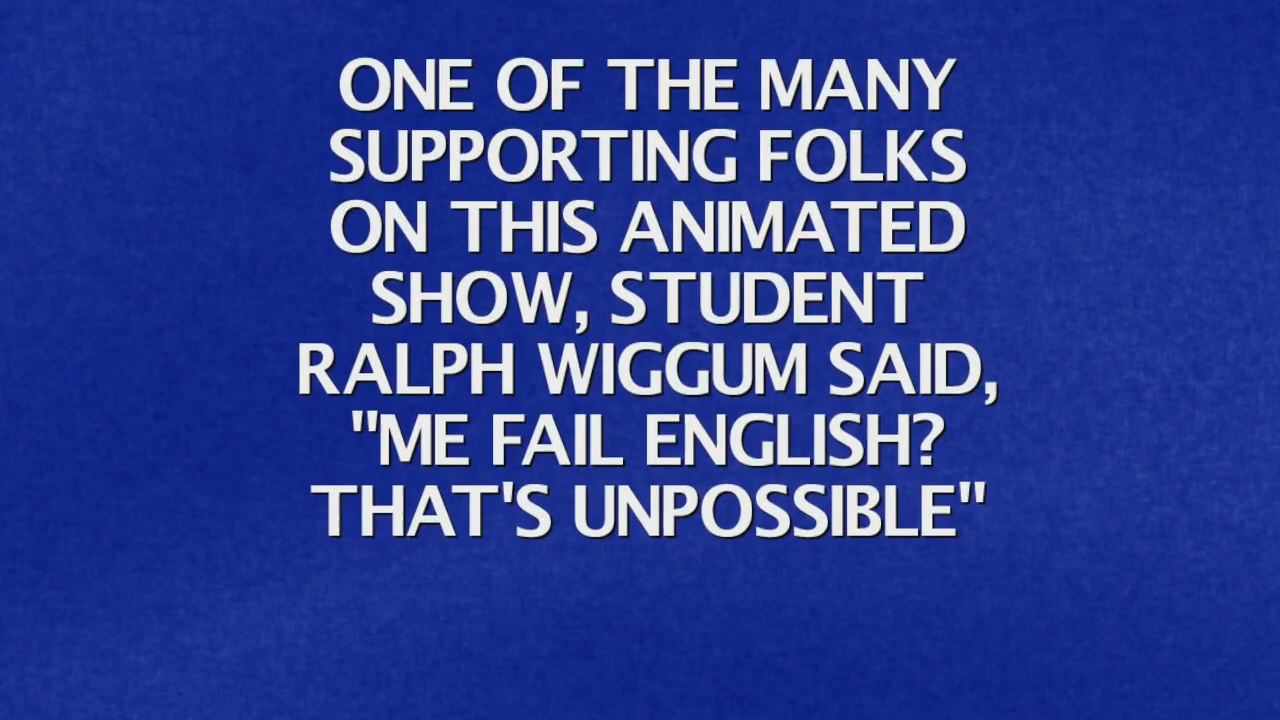 ONE OF THE MANY
SUPPORTING FOLKS
ON THIS ANIMATED
SHOW, STUDENT
RALPH WIGGUM SAID,
"ME FAIL ENGLISH?
THAT'S UNPOSSIBLE"